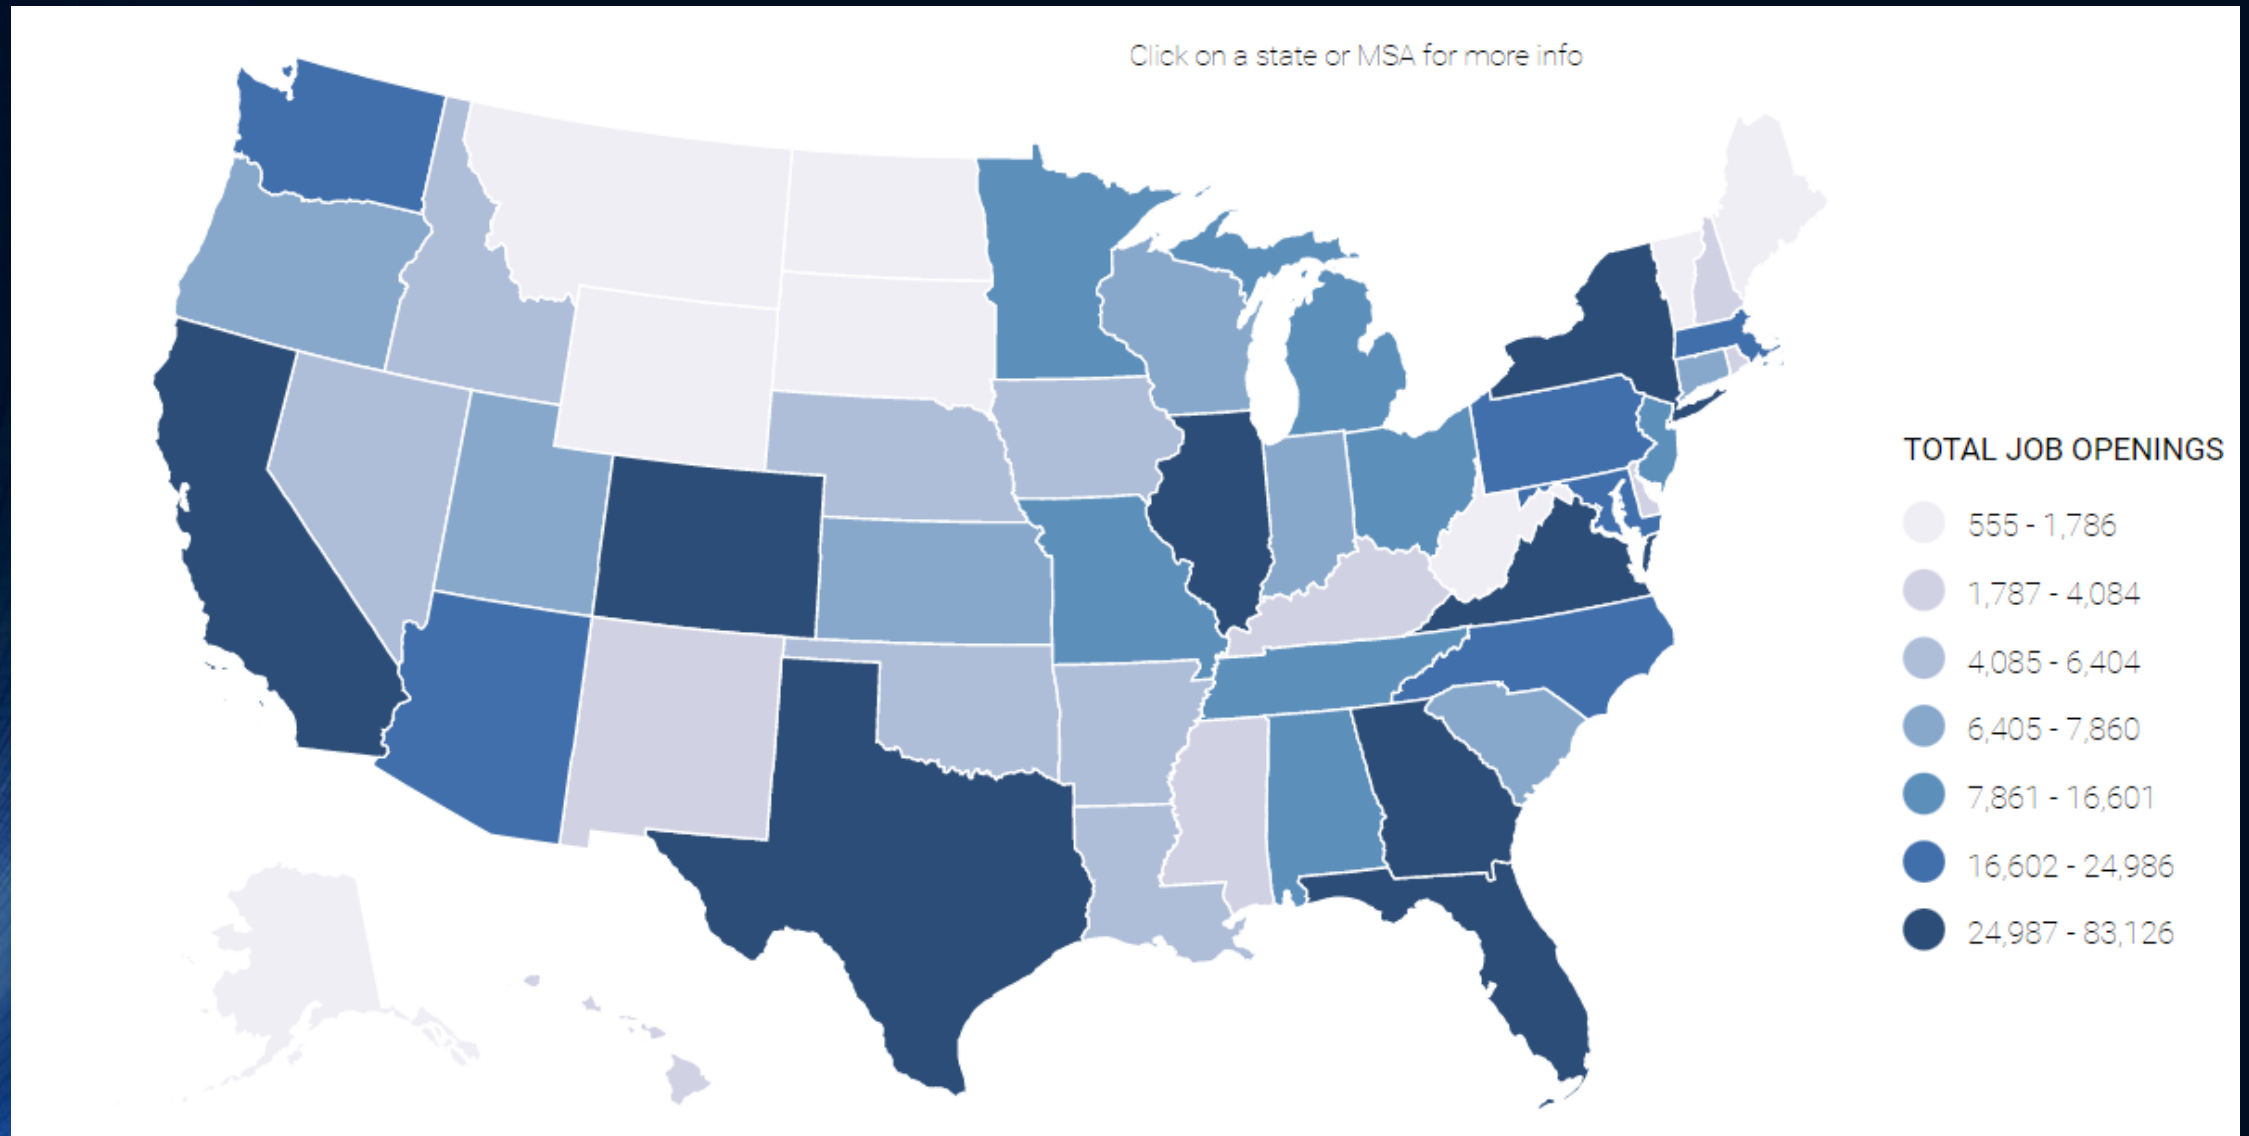 Click on a state or MSA for more info
TOTAL JOB OPENINGS
555 - 1,786
1,787 - 4,084
4,085 - 6,404
6,405 - 7,860
7,861 - 16,601
16,602 - 24,986
24,987 - 83,126